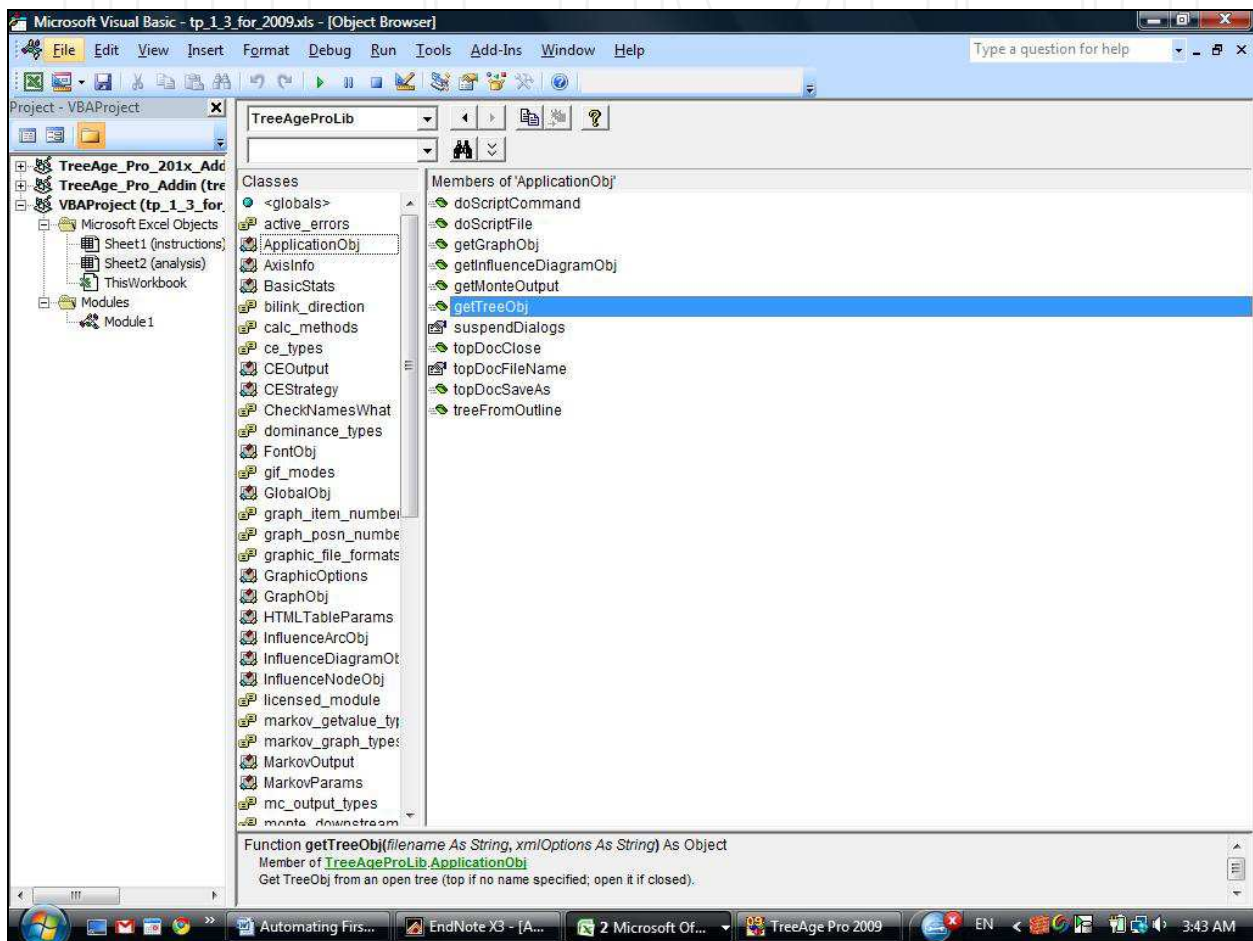 Microsoft Visual Basic - tp_1_3_for_2009.xls - [Object Browser]
File Edit View Insert Format Debug Run Tools Add-Ins Window Help
Type a question for help
Project - VBAProject
TreeAge_Pro_201x_Add
TreeAge_Pro_Addin (tre
VBAProject (tp_1_3_for_
Microsoft Excel Objects
Sheet1 (instructions)
Sheet2 (analysis)
ThisWorkbook
Modules
Module1
TreeAgeProLib
Classes
<globals>
active_errors
ApplicationObj
AxisInfo
BasicStats
bilink_direction
calc_methods
ce_types
CEOutput
CEStrategy
CheckNamesWhat
dominance_types
FontObj
gif_modes
GlobalObj
graph_item_number
graph_posn_numbe
graphic_file_formats
GraphicOptions
GraphObj
HTMLTableParams
InfluenceArcObj
InfluenceDiagramOb
InfluenceNodeObj
licensed_module
markov_getvalue_typ
markov_graph_types
MarkovOutput
MarkovParams
mc_output_types
monte_downstream
Members of 'ApplicationObj'
doScriptCommand
doScriptFile
getGraphObj
getInfluenceDiagramObj
getMonteOutput
getTreeObj
suspendDialogs
topDocClose
topDocFileName
topDocSaveAs
treeFromOutline
Function getTreeObj(filename As String, xmlOptions As String) As Object
Member of TreeAgeProLib.ApplicationObj
Get TreeObj from an open tree (top if no name specified; open it if closed).
Automating Firs... EndNote X3 - [A... 2 Microsoft Of... TreeAge Pro 2009 EN 3:43 AM